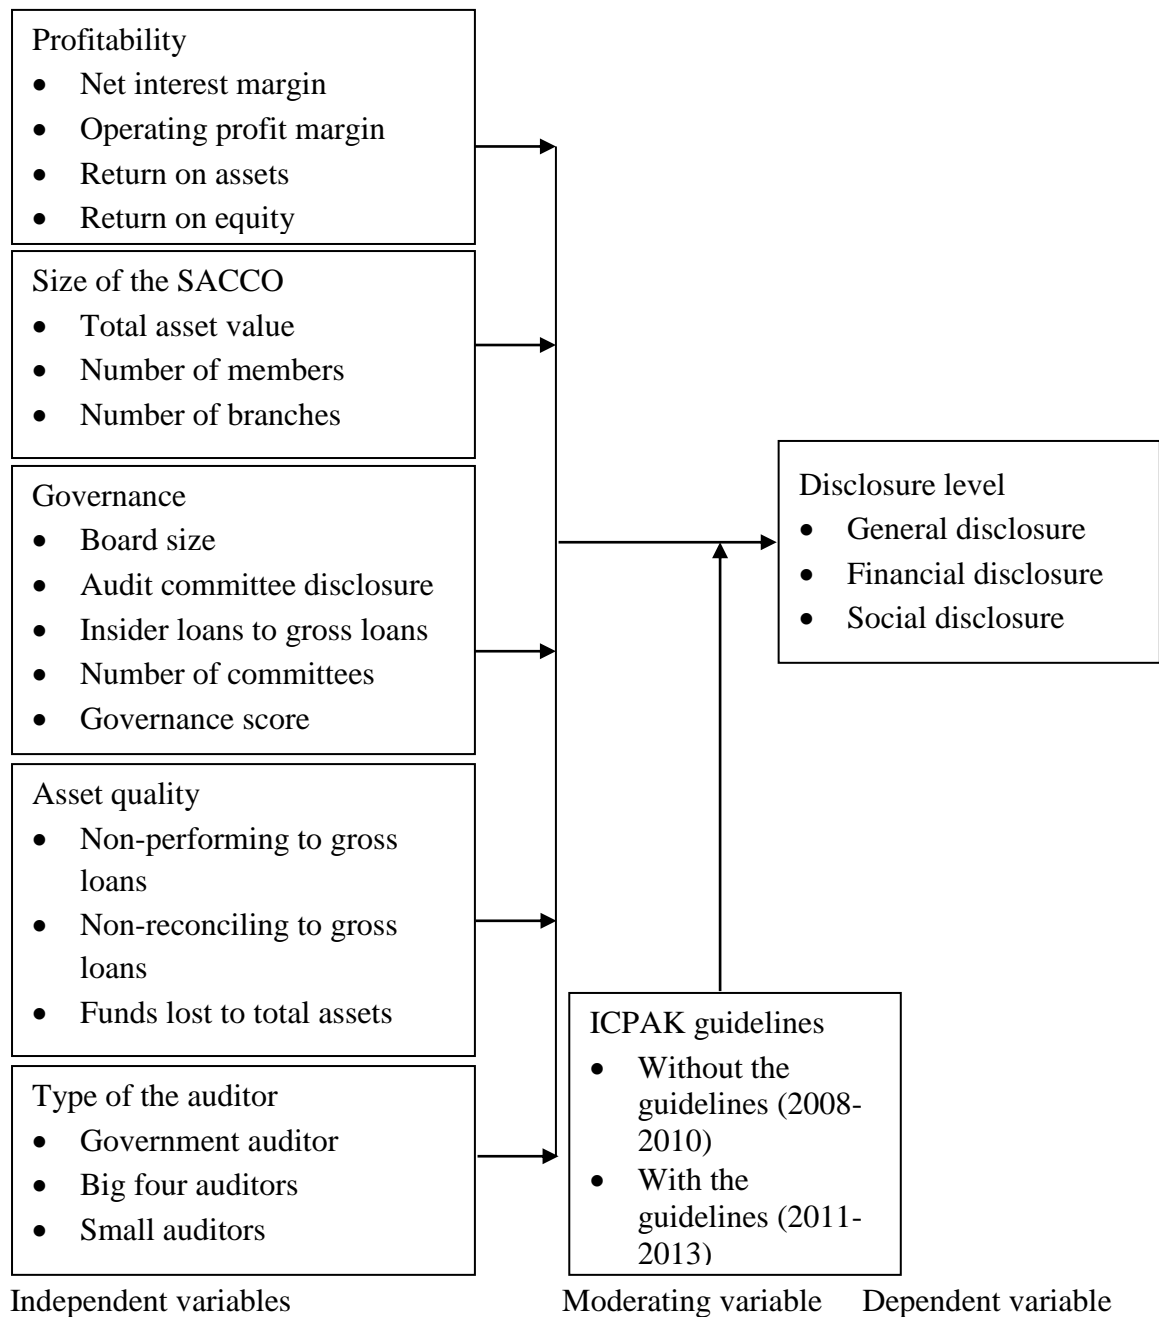 Profitability
• Net interest margin
• Operating profit margin
• Return on assets
• Return on equity
Size of the SACCO
• Total asset value
• Number of members
• Number of branches
Governance
• Board size
• Audit committee disclosure
• Insider loans to gross loans
• Number of committees
• Governance score
Asset quality
• Non-performing to gross
loans
• Non-reconciling to gross
loans
• Funds lost to total assets
Type of the auditor
• Government auditor
• Big four auditors
• Small auditors
Disclosure level
• General disclosure
• Financial disclosure
• Social disclosure
ICPAK guidelines
• Without the
guidelines (2008-
2010)
• With the
guidelines (2011-
2013)
Independent variables
Moderating variable
Dependent variable